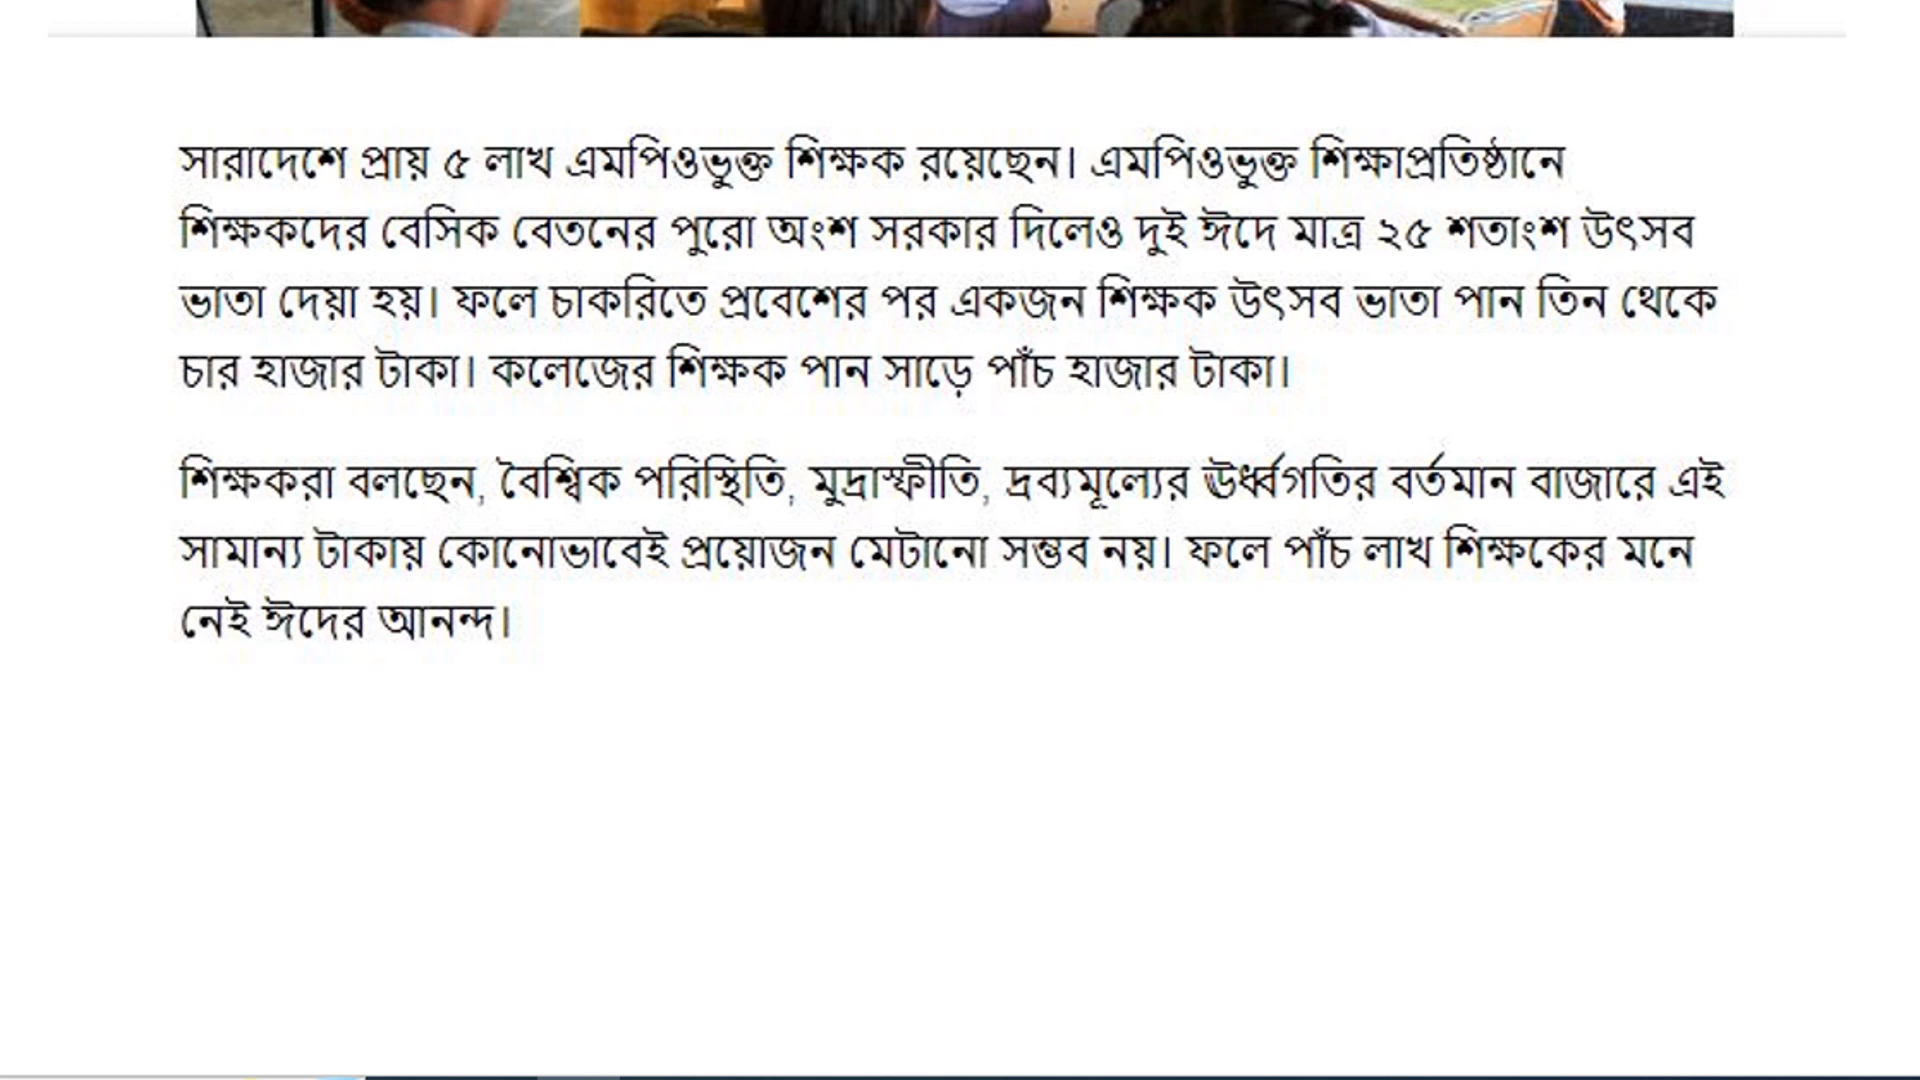 সারাদেশে প্রায় ৫ লাখ এমপিওভুক্ত শিক্ষক রয়েছেন। এমপিওভুক্ত শিক্ষাপ্রতিষ্ঠানে
শিক্ষকদের বেসিক বেতনের পুরো অংশ সরকার দিলেও দুই ঈদে মাত্র ২৫ শতাংশ উৎসব
ভাতা দেয়া হয়। ফলে চাকরিতে প্রবেশের পর একজন শিক্ষক উৎসব ভাতা পান তিন থেকে
চার হাজার টাকা। কলেজের শিক্ষক পান সাড়ে পাঁচ হাজার টাকা।
শিক্ষকরা বলছেন, বৈশ্বিক পরিস্থিতি, মুদ্রাস্ফীতি, দ্রব্যমূল্যের ঊর্ধ্বগতির বর্তমান বাজারে এই
সামান্য টাকায় কোনোভাবেই প্রয়োজন মেটানো সম্ভব নয়। ফলে পাঁচ লাখ শিক্ষকের মনে
নেই ঈদের আনন্দ।